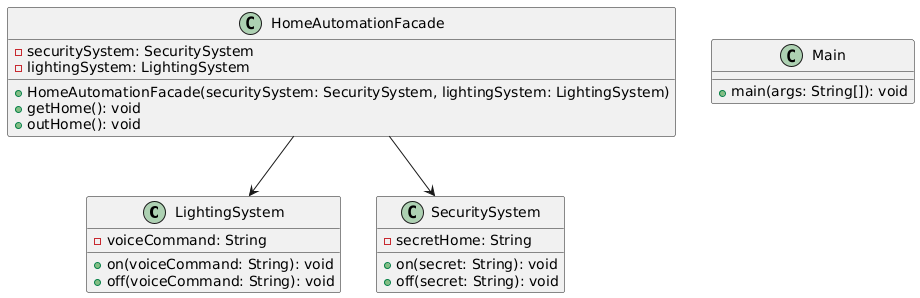 C HomeAutomationFacade
securitySystem: SecuritySystem
lightingSystem: LightingSystem
HomeAutomationFacade(securitySystem: SecuritySystem, lightingSystem: LightingSystem)
getHome(): void
outHome(): void
C Main
main(args: String[]): void
C LightingSystem
voiceCommand: String
on(voiceCommand: String): void
off(voiceCommand: String): void
C SecuritySystem
secretHome: String
on(secret: String): void
off(secret: String): void